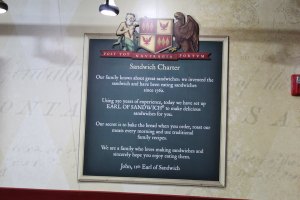 POST TOT NAUFRAGIA PORTUM
Sandwich Charter
Our family knows about great sandwiches; we invented the
sandwich and have been eating sandwiches
since 1762.
Using 250 years of experience, today we have set up
EARL OF SANDWICH® to make delicious
sandwiches for you.
Our secret is to bake the bread when you order, roast our
meats every morning and use traditional
family recipes.
We are a family who loves making sandwiches and
sincerely hope you enjoy eating them.
John, 11th Earl of Sandwich